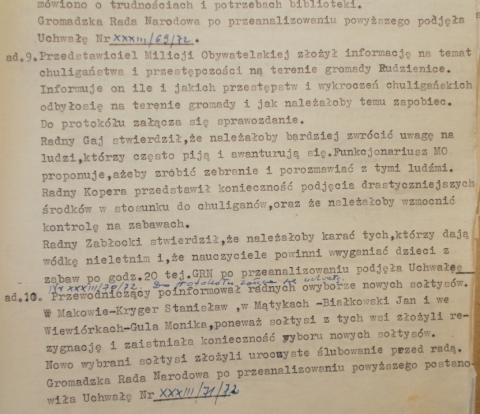 mówiono o trudnościach i potrzebach biblioteki.
Gromadzka Rada Narodowa po przeanalizowaniu powyższego podjęła
Uchwałę Nr XXXIII/69/72.
ad.9. Przedstawiciel Milicji Obywatelskiej złożył informację na temat
chuligaństwa i przestępczości na terenie gromady Rudzienice.
Informuje on ile i jakich przestępstw i wykroczeń chuligańskich
odbyłosię na terenie gromady i jak należałoby temu zapobiec.
Do protokółu załącza się sprawozdanie.
Radny Gaj stwierdził,że należałoby bardziej zwrócić uwagę na
ludzi,którzy często piją i awanturują się.Funkcjonariusz MO
proponuje,ażeby zróbić zebranie i porozmawiać z tymi ludźmi.
Radny Kopera przedstawił konieczność podjęcia drastyczniejszych
środków w stosunku do chuliganów,oraz że należałoby wzmocnić
kontrolę na zabawach.
Radny Zabłocki stwierdził,że należałoby karać tych,którzy dają
wódkę nieletnim i,że nauczyciele powinni wyganiać dzieci z
zabaw po godz.20 tej.GRN po przeanalizowaniu podjęła Uchwałę
Nr XXXIII/70/72. Do protokółu
ad.10. Przewodniczący poinformował radnych owyborze nowych sołtysów.
W Makowie-Kryger Stanisław , w Mątykach -Białkowski Jan i we
Wiewiórkach-Gula Monika,ponewaź sołtysi z tych wsi złożyli re-
zygnację i zaistniała konieczność wyboru nowych sołtysów.
Nowo wybrani sołtysi złożyli uroczyste ślubowanie przed radą.
Gromadzka Rada Narodowa po przeanalizowaniu powyższego postano-
wiła Uchwałę Nr XXXIII/71/72